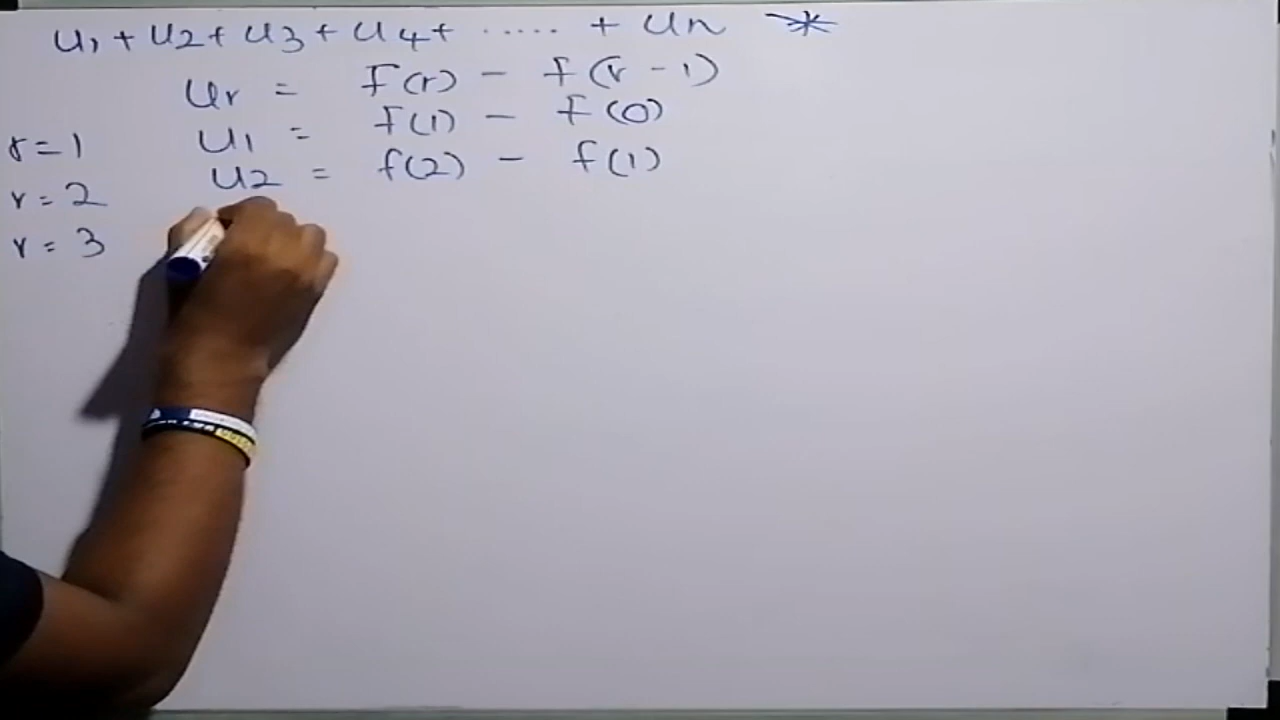 u1 + u2 + u3 + u4 + ...... + un *
ur = f(r) - f(r - 1)
r = 1 u1 = f(1) - f(0)
r = 2 u2 = f(2) - f(1)
r = 3